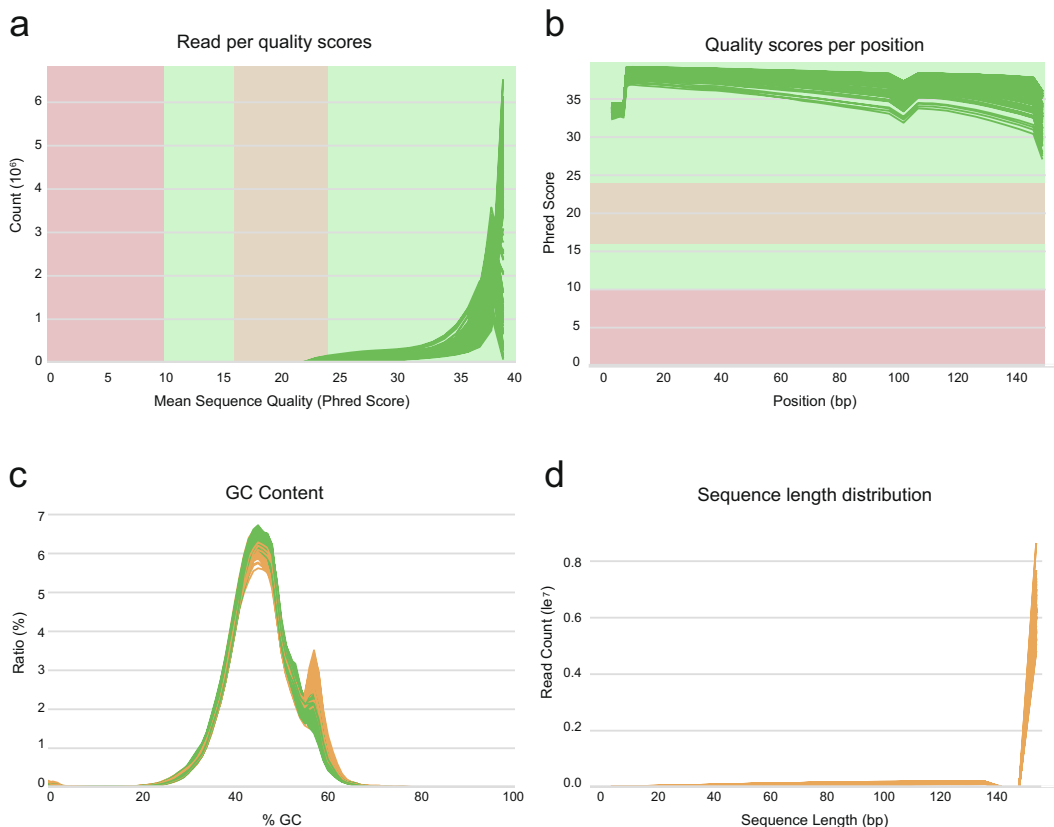 a
Read per quality scores
Count (10⁶)
6
5
4
3
2
1
0
0 5 10 15 20 25 30 35 40
Mean Sequence Quality (Phred Score)
b
Quality scores per position
Phred Score
35
30
25
20
15
10
5
0
0 20 40 60 80 100 120 140
Position (bp)
c
GC Content
Ratio (%)
7
6
5
4
3
2
1
0
20 40 60 80 100
% GC
d
Sequence length distribution
Read Count (le⁷)
0.8
0.6
0.4
0.2
0.0
0 20 40 60 80 100 120 140
Sequence Length (bp)